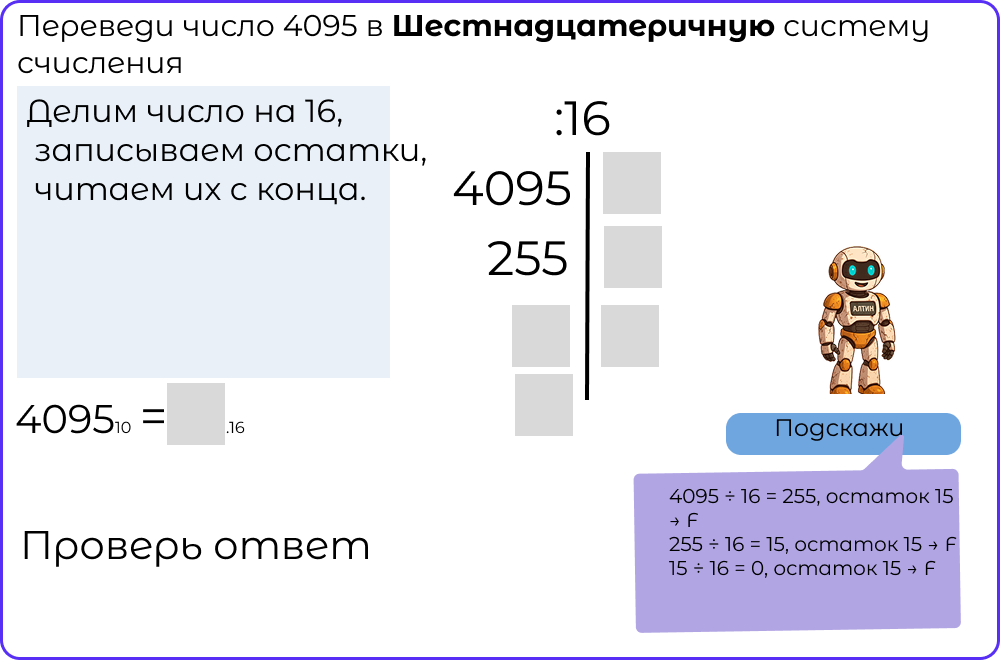 Переведи число 4095 в Шестнадцатеричную систему
счисления
Делим число на 16,
записываем остатки,
читаем их с конца.
:16
4095
255
АЛТИН
4095₁₀ = .16
Подскажи
4095 ÷ 16 = 255, остаток 15
→ F
255 ÷ 16 = 15, остаток 15 → F
15 ÷ 16 = 0, остаток 15 → F
Проверь ответ